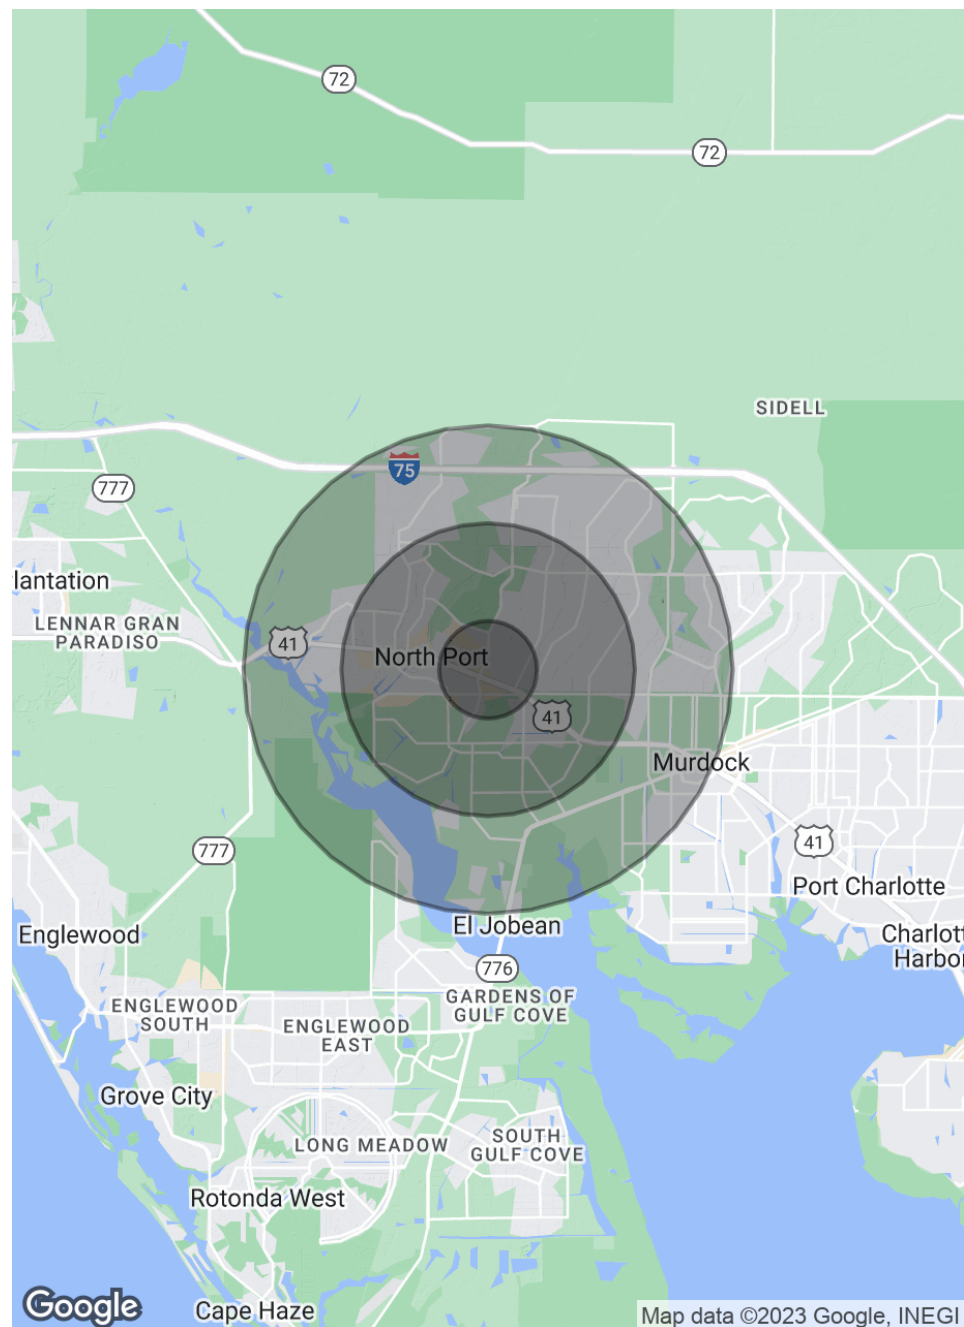 72
72
SIDELL
75
777
lantation
LENNAR GRAN
PARADISO
41
North Port
41
Murdock
41
777
Port Charlotte
El Jobean
Englewood
Charlott
Harbor
776
GARDENS OF
GULF COVE
ENGLEWOOD
SOUTH
ENGLEWOOD
EAST
Grove City
LONG MEADOW
SOUTH
GULF COVE
Rotonda West
Cape Haze
Google
Map data ©2023 Google, INEGI